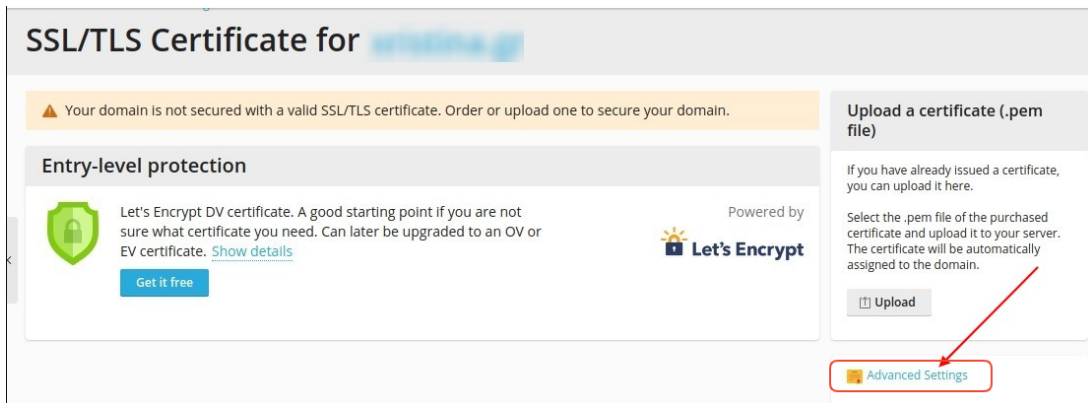 SSL/TLS Certificate for
Your domain is not secured with a valid SSL/TLS certificate. Order or upload one to secure your domain.
Entry-level protection
Let's Encrypt DV certificate. A good starting point if you are not
sure what certificate you need. Can later be upgraded to an OV or
EV certificate. Show details
Get it free
Powered by
Let's Encrypt
Upload a certificate (.pem
file)
If you have already issued a certificate,
you can upload it here.
Select the .pem file of the purchased
certificate and upload it to your server.
The certificate will be automatically
assigned to the domain.
Upload
Advanced Settings